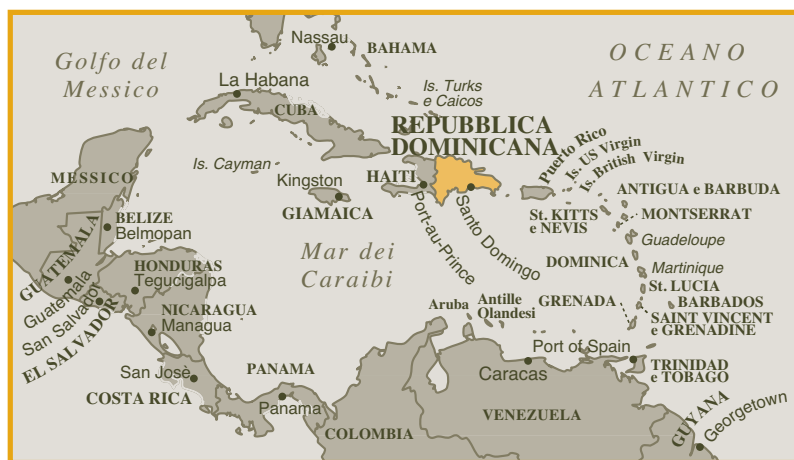 Nassau
BAHAMA
Golfo del
Messico
OCEANO
ATLANTICO
La Habana
CUBA
Is. Turks
e Caicos
REPUBBLICA
DOMINICANA
Puerto Rico
Is. US Virgin
Is. British Virgin
Is. Cayman
MESSICO
Kingston
GIAMAICA
HAITI
Port-au-Prince
Santo Domingo
ANTIGUA e BARBUDA
St. KITTS
e NEVIS
MONTSERRAT
Guadeloupe
BELIZE
Belmopan
Mar dei
Caraibi
DOMINICA
Martinique
St. LUCIA
GUATEMALA
Guatemala
HONDURAS
Tegucigalpa
San Salvador
EL SALVADOR
NICARAGUA
Managua
Aruba
Antille
Olandesi
GRENADA
BARBADOS
SAINT VINCENT
e GRENADINE
Port of Spain
TRINIDAD
e TOBAGO
San Josè
COSTA RICA
PANAMA
Panama
Caracas
COLOMBIA
VENEZUELA
GUYANA
Georgetown